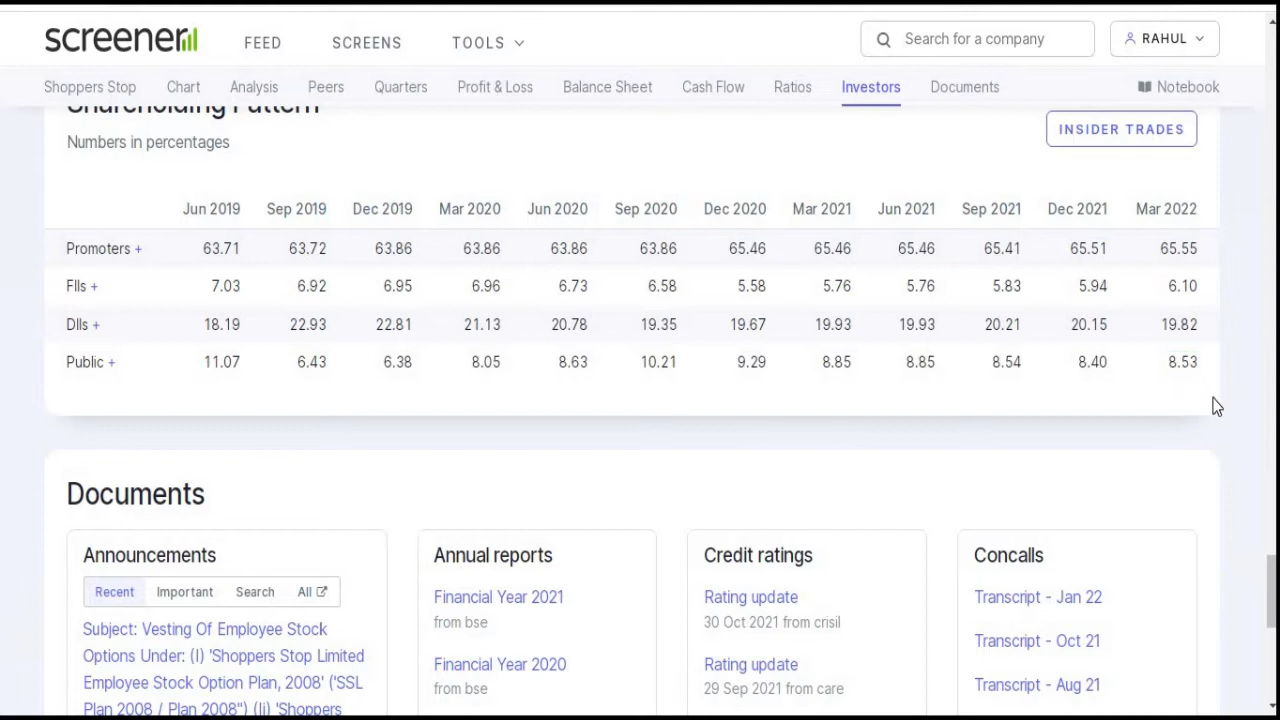 screener
FEED SCREENS TOOLS
Search for a company
RAHUL
Shoppers Stop Chart Analysis Peers Quarters Profit & Loss Balance Sheet Cash Flow Ratios Investors Documents Notebook
Shareholding Pattern
Numbers in percentages
INSIDER TRADES
Jun 2019 Sep 2019 Dec 2019 Mar 2020 Jun 2020 Sep 2020 Dec 2020 Mar 2021 Jun 2021 Sep 2021 Dec 2021 Mar 2022
Promoters + 63.71 63.72 63.86 63.86 63.86 63.86 65.46 65.46 65.46 65.41 65.51 65.55
FIIs + 7.03 6.92 6.95 6.96 6.73 6.58 5.58 5.76 5.76 5.83 5.94 6.10
DIIs + 18.19 22.93 22.81 21.13 20.78 19.35 19.67 19.93 19.93 20.21 20.15 19.82
Public + 11.07 6.43 6.38 8.05 8.63 10.21 9.29 8.85 8.85 8.54 8.40 8.53
Documents
Announcements
Recent Important Search All
Subject: Vesting Of Employee Stock
Options Under: (I) 'Shoppers Stop Limited
Employee Stock Option Plan, 2008' ('SSL
Plan 2008 / Plan 2008") (Ii) 'Shoppers
Annual reports
Financial Year 2021
from bse
Financial Year 2020
from bse
Credit ratings
Rating update
30 Oct 2021 from crisil
Rating update
29 Sep 2021 from care
Concalls
Transcript - Jan 22
Transcript - Oct 21
Transcript - Aug 21